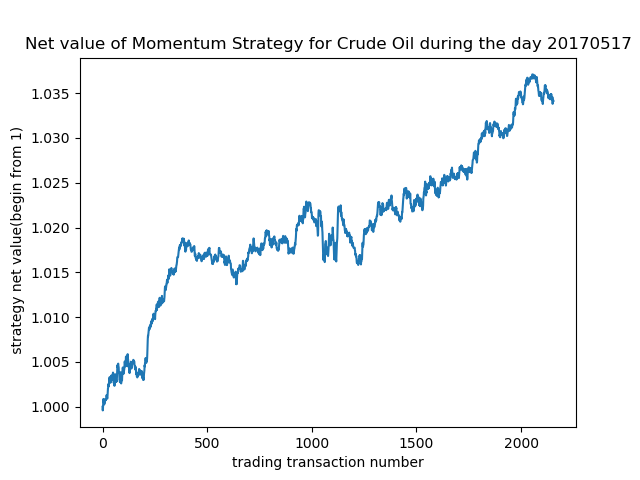 Net value of Momentum Strategy for Crude Oil during the day 20170517
strategy net value(begin from 1)
1.035
1.030
1.025
1.020
1.015
1.010
1.005
1.000
0 500 1000 1500 2000
trading transaction number